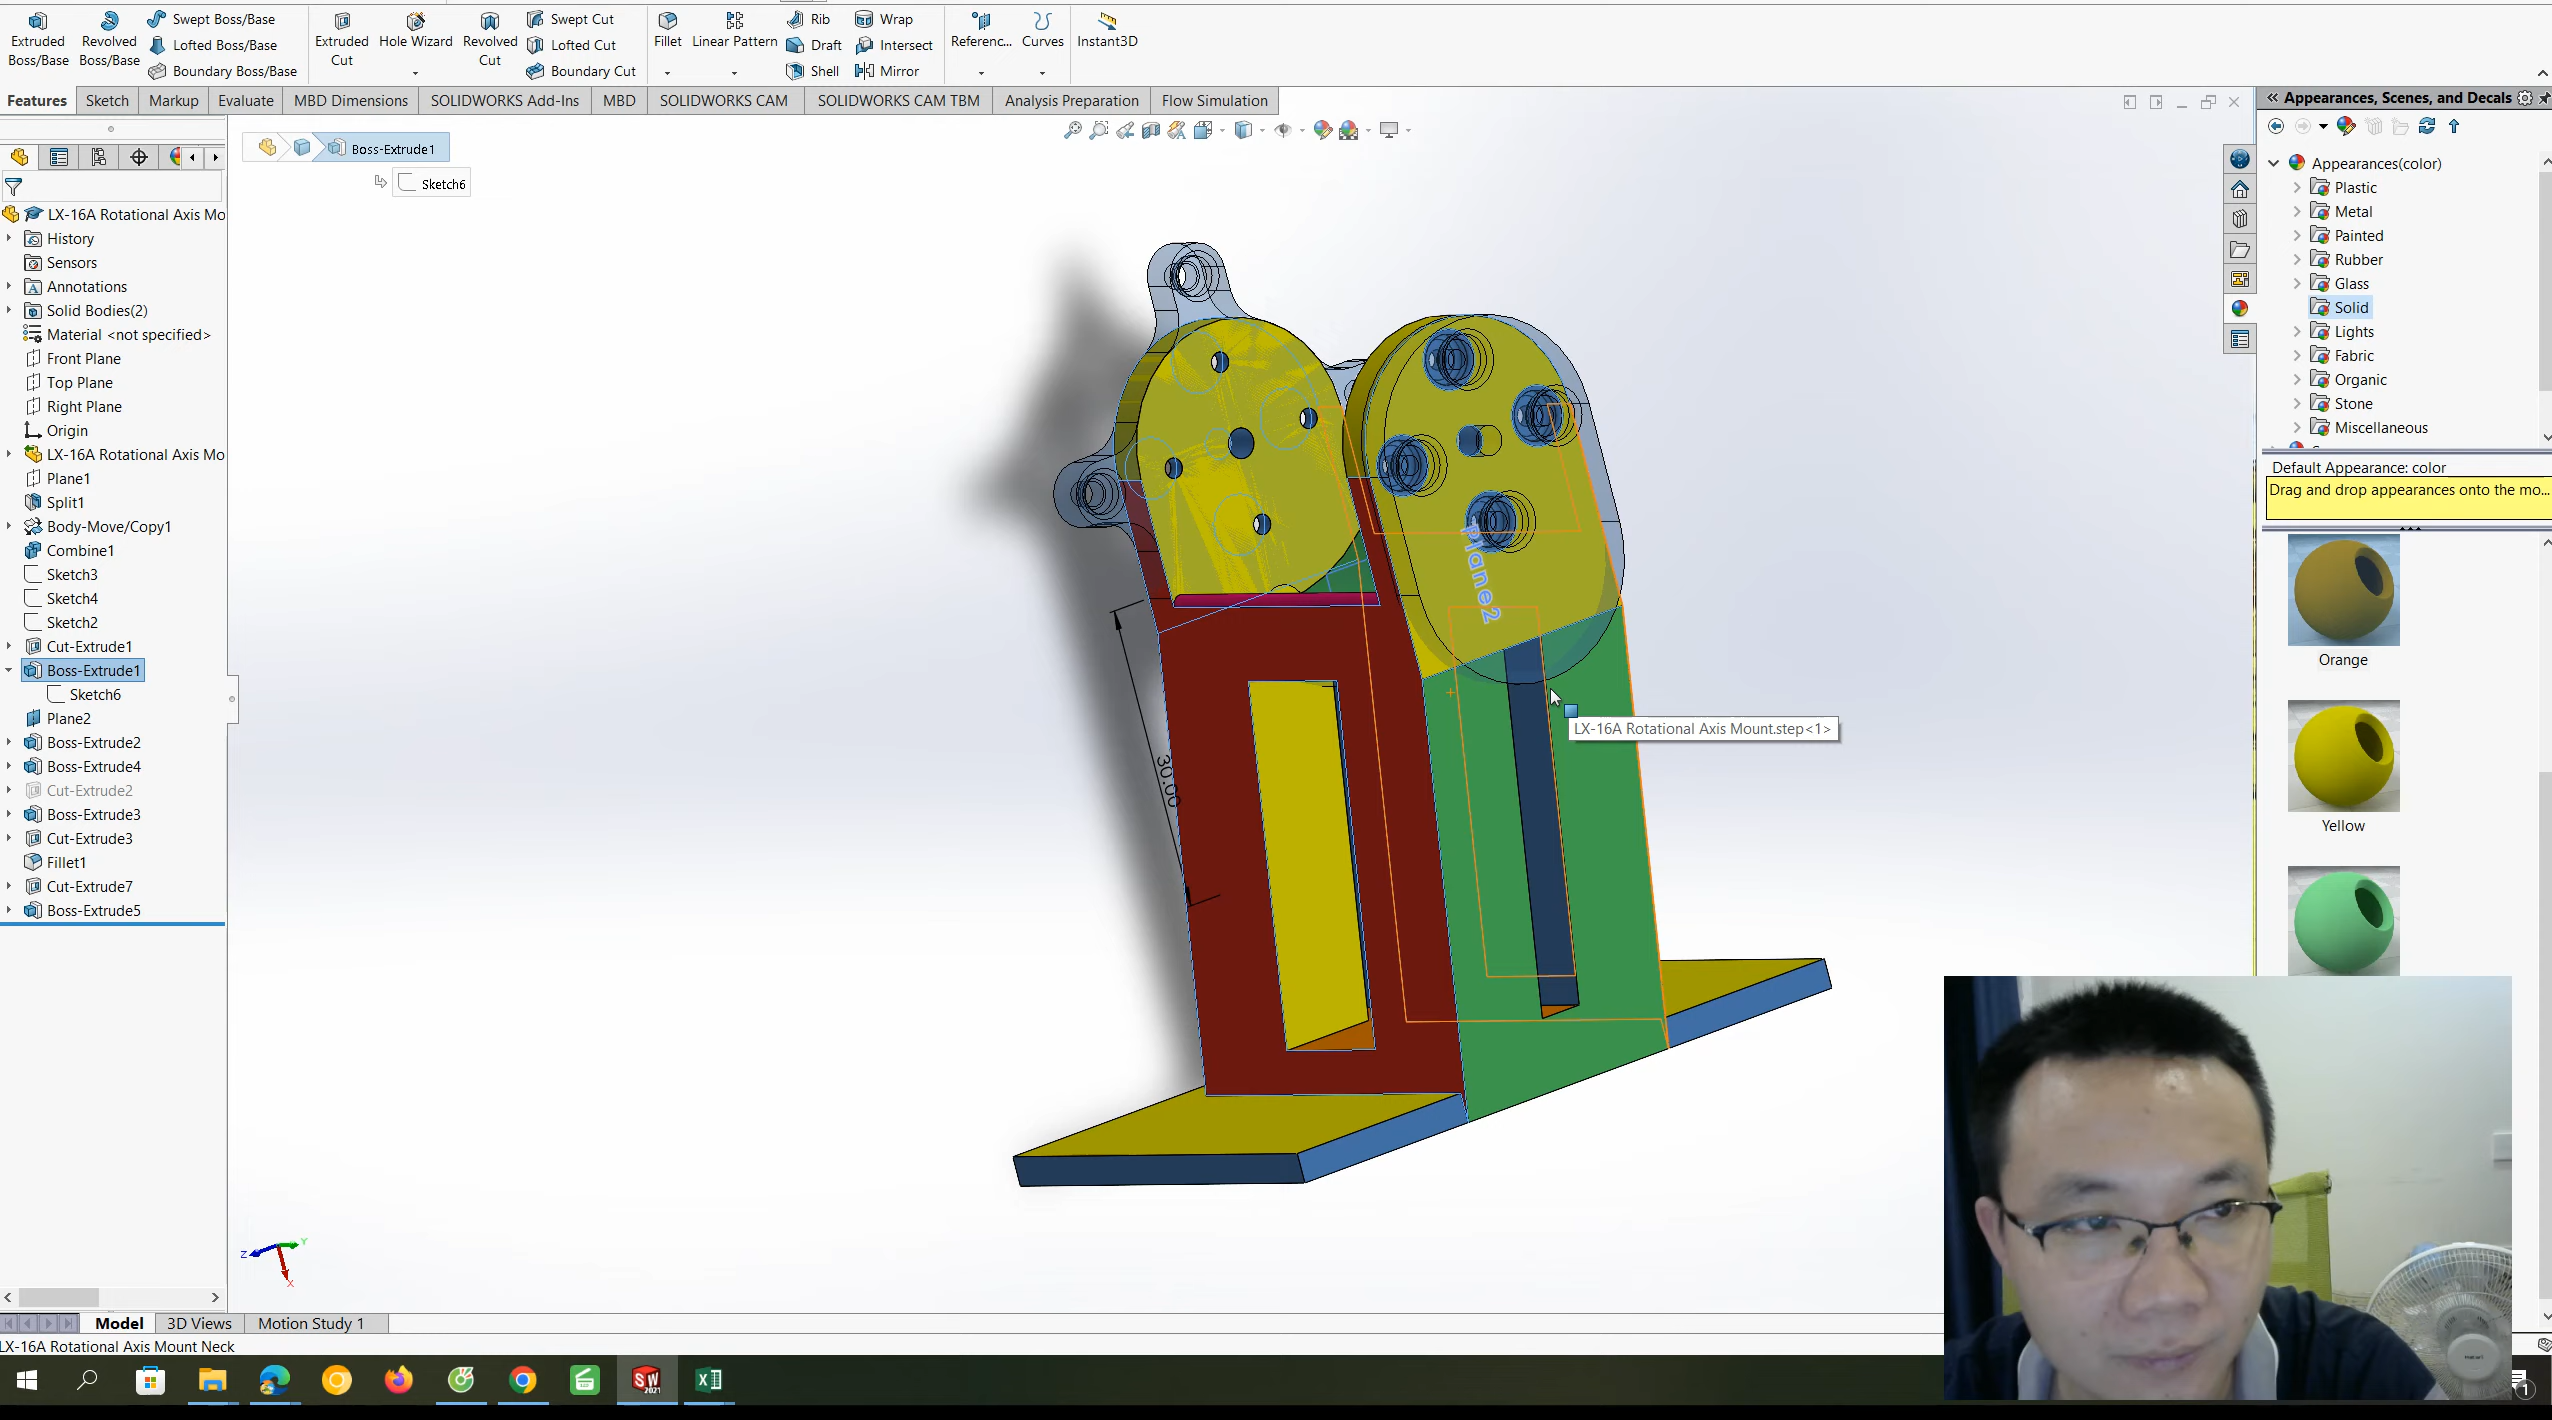 Extruded Boss/Base
Revolved Boss/Base
Swept Boss/Base
Lofted Boss/Base
Boundary Boss/Base
Extruded Cut
Hole Wizard
Revolved Cut
Swept Cut
Lofted Cut
Boundary Cut
Fillet
Linear Pattern
Rib
Draft
Shell
Wrap
Intersect
Mirror
Referenc...
Curves
Instant3D
Features
Sketch
Markup
Evaluate
MBD Dimensions
SOLIDWORKS Add-Ins
MBD
SOLIDWORKS CAM
SOLIDWORKS CAM TBM
Analysis Preparation
Flow Simulation
Boss-Extrude1
Sketch6
LX-16A Rotational Axis Mo
History
Sensors
Annotations
Solid Bodies(2)
Material <not specified>
Front Plane
Top Plane
Right Plane
Origin
LX-16A Rotational Axis Mo
Plane1
Split1
Body-Move/Copy1
Combine1
Sketch3
Sketch4
Sketch2
Cut-Extrude1
Boss-Extrude1
Sketch6
Plane2
Boss-Extrude2
Boss-Extrude4
Cut-Extrude2
Boss-Extrude3
Cut-Extrude3
Fillet1
Cut-Extrude7
Boss-Extrude5
Plane2
30.00
LX-16A Rotational Axis Mount.step<1>
Z
Y
X
Appearances, Scenes, and Decals
Appearances(color)
Plastic
Metal
Painted
Rubber
Glass
Solid
Lights
Fabric
Organic
Stone
Miscellaneous
Default Appearance: color
Drag and drop appearances onto the mo...
Orange
Yellow
Model
3D Views
Motion Study 1
LX-16A Rotational Axis Mount Neck
SW
2021
1